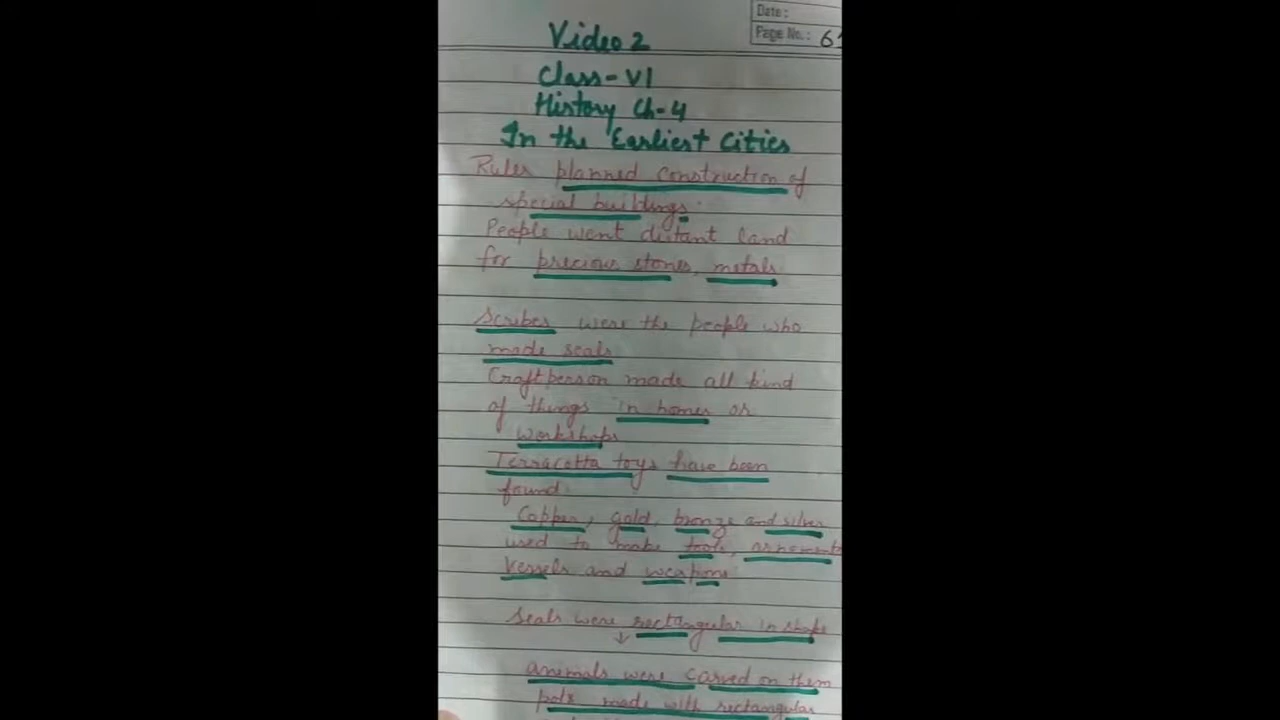 Date :
Page No. : 6
Video 2
Class - VI
History Ch-4
In the Earliest Cities
Ruler planned construction of
special buildings.
People went distant land
for precious stones, metals
Scribes were the people who
made seals
Craftperson made all kind
of things in homes or
workshops
Terracotta toys have been
found.
Copper, gold, bronze and silver
used to make tools, ornaments
Vessels and weapons
Seals were rectangular in shape
↓
animals were carved on them
pots made with rectangular